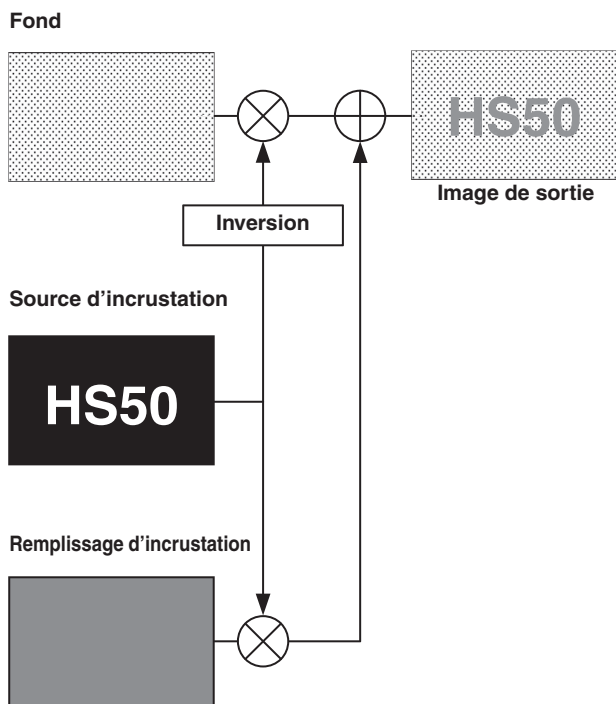 Fond
HS50
Image de sortie
Inversion
Source d’incrustation
HS50
Remplissage d’incrustation